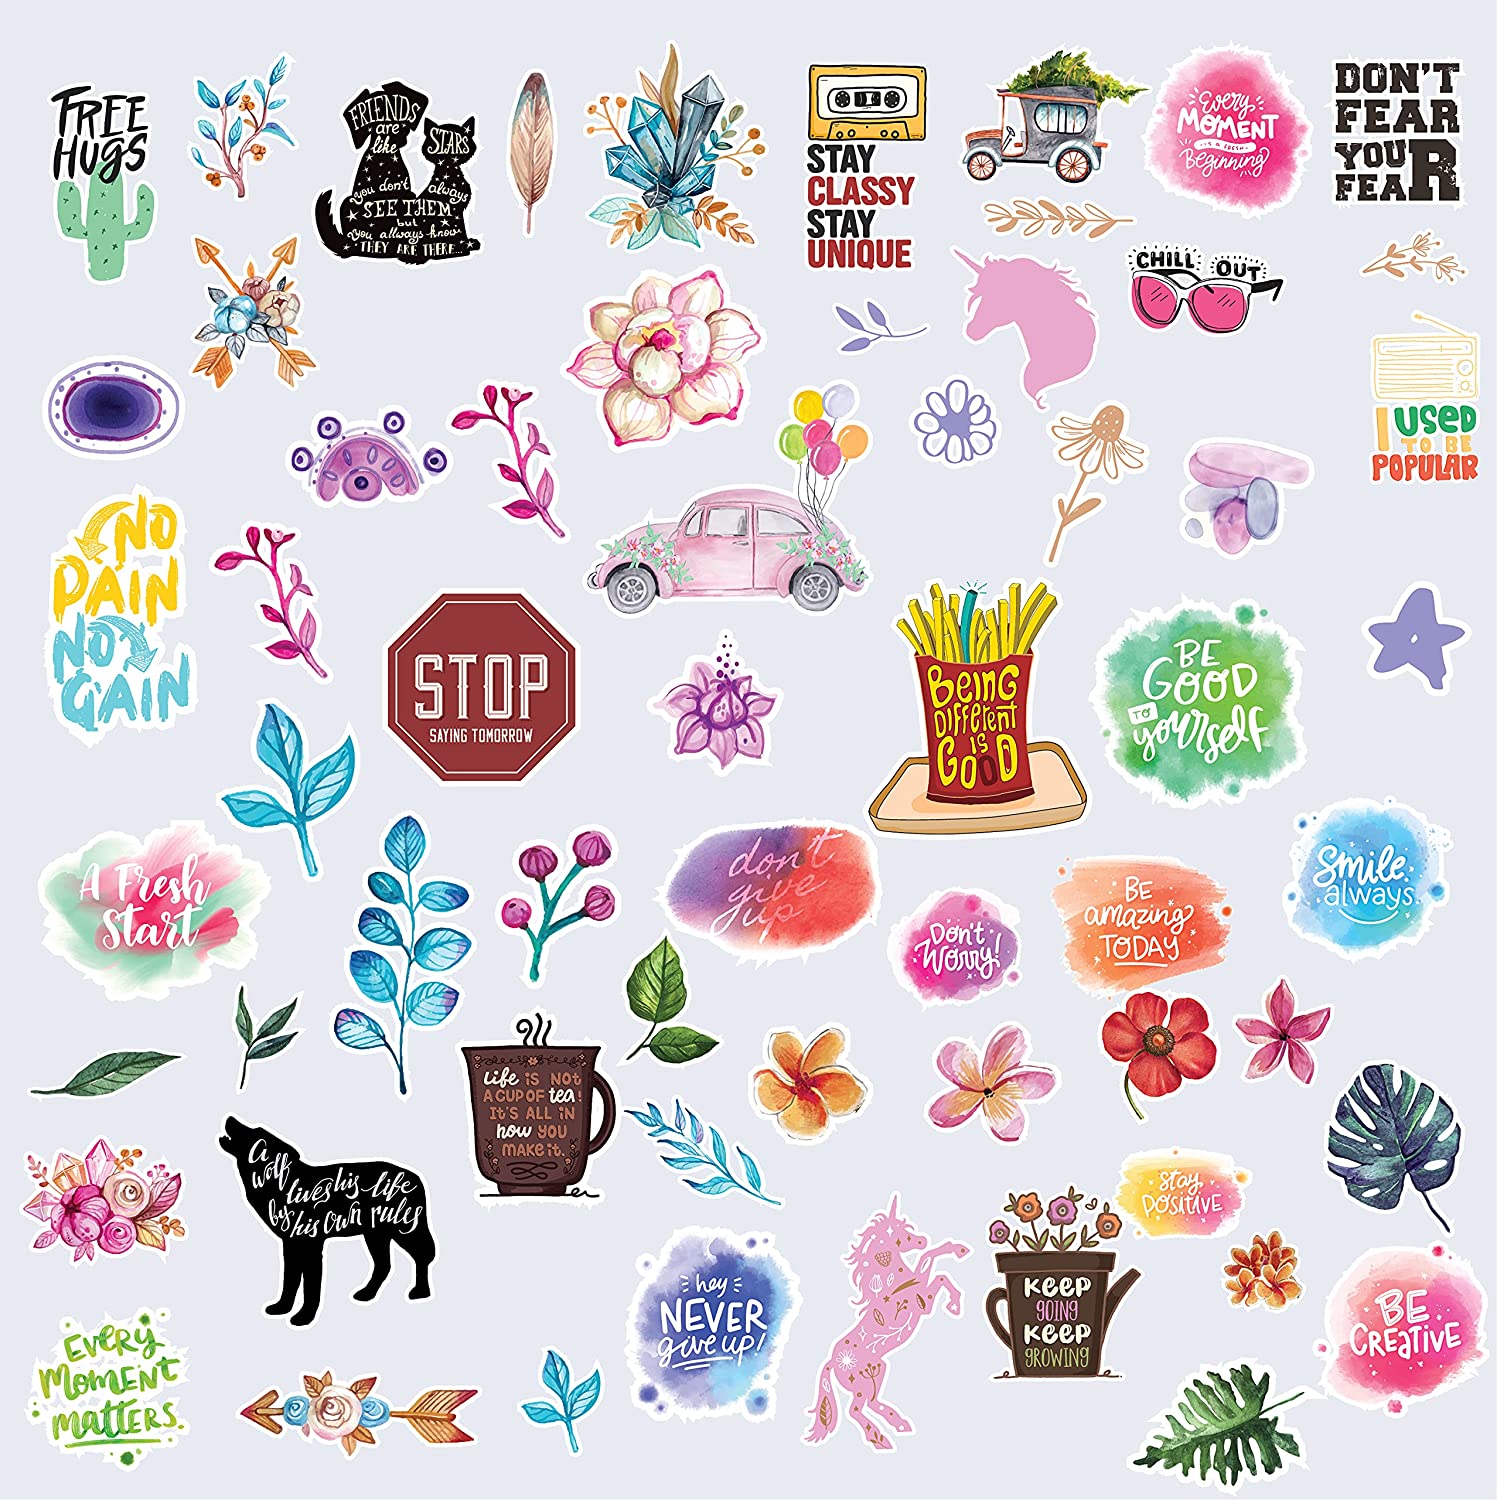 FREE
HUGS
FRIENDS
are
like
STARS
you don't always
SEE THEM
but
you allways know
THEY ARE THERE...
STAY
CLASSY
STAY
UNIQUE
Every
MOMENT
IS A FRESH
Beginning
DON'T
FEAR
YOUR
FEAR
CHILL OUT
I USED
TO BE
POPULAR
NO
PAIN
NO
GAIN
STOP
SAYING TOMORROW
BEING
DiffeRent
iS
GOOD
BE
GOOD
TO
yourself
A Fresh
Start
don't
give
up
Don't
Worry!
BE
amazing
TODAY
Smile
always
Life iS NOT
A CUP OF tea!
IT'S ALL iN
how YOU
MAKE iT.
a
wolf
lives his life
by his own rules
stay
POSITIVE
hey
NEVER
give up!
KEEP
GOING
KEEP
GROWING
BE
CREATIVE
EVERY
MOMENT
MATTERS.